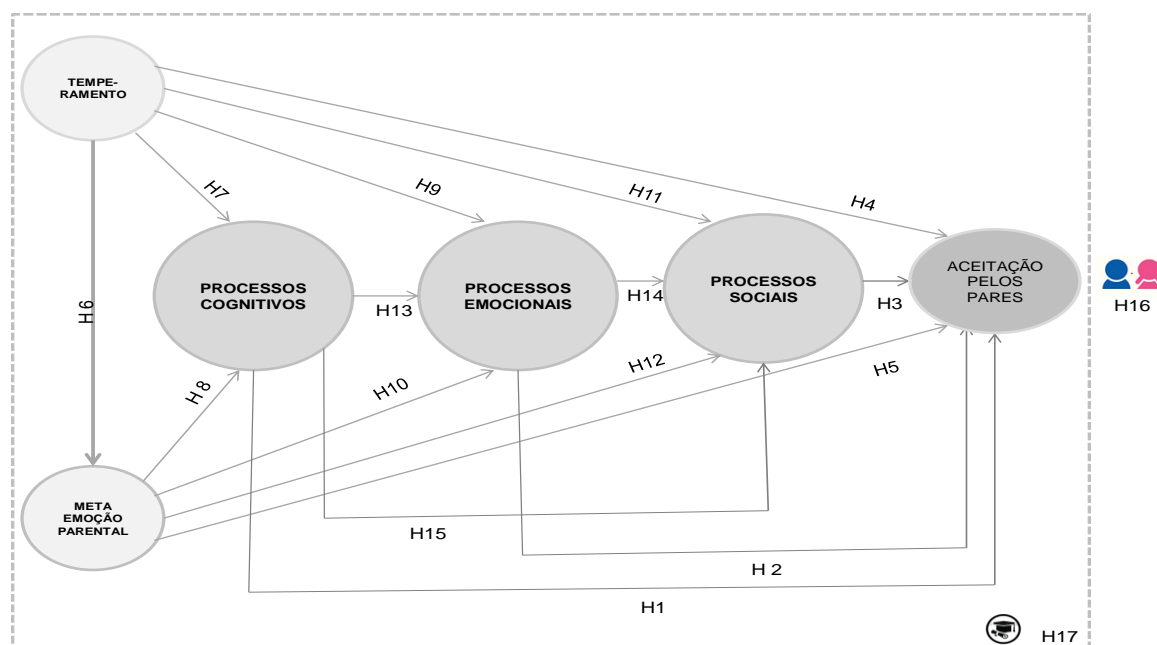 TEMPE-
RAMENTO
H7
H9
H11
H4
H6
PROCESSOS
COGNITIVOS
H13
PROCESSOS
EMOCIONAIS
H14
PROCESSOS
SOCIAIS
H3
ACEITAÇÃO
PELOS
PARES
H16
H 8
H10
H12
H5
META
EMOÇÃO
PARENTAL
H15
H 2
H1
H17